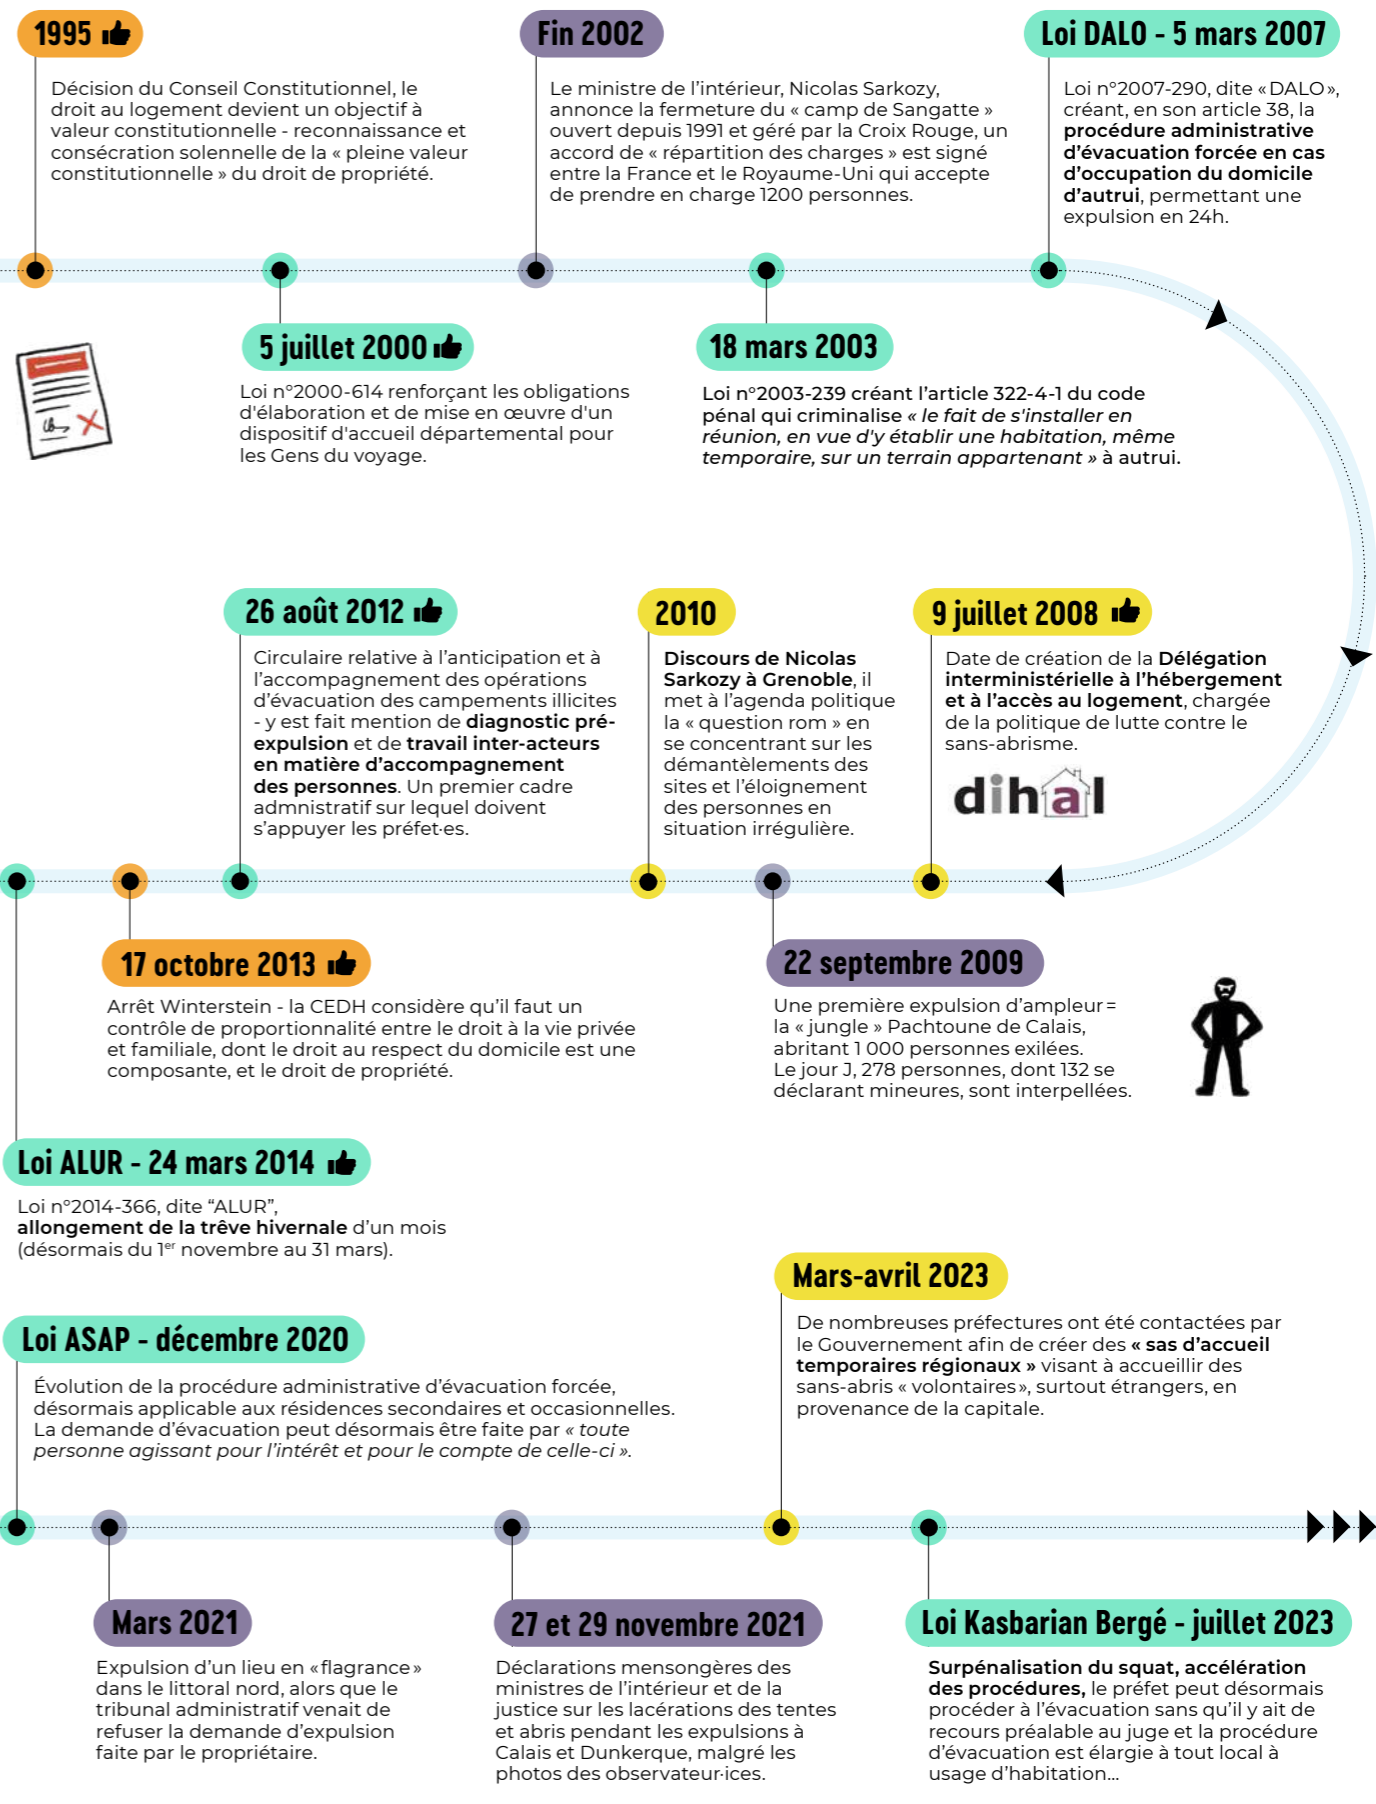 1995
Décision du Conseil Constitutionnel, le
droit au logement devient un objectif à
valeur constitutionnelle - reconnaissance et
consécration solennelle de la « pleine valeur
constitutionnelle » du droit de propriété.
Fin 2002
Le ministre de l'intérieur, Nicolas Sarkozy,
annonce la fermeture du « camp de Sangatte »
ouvert depuis 1991 et géré par la Croix Rouge, un
accord de « répartition des charges » est signé
entre la France et le Royaume-Uni qui accepte
de prendre en charge 1200 personnes.
Loi DALO - 5 mars 2007
Loi n°2007-290, dite «DALO»,
créant, en son article 38, la
procédure administrative
d'évacuation forcée en cas
d'occupation du domicile
d'autrui, permettant une
expulsion en 24h.
5 juillet 2000
Loi n°2000-614 renforçant les obligations
d'élaboration et de mise en œuvre d'un
dispositif d'accueil départemental pour
les Gens du voyage.
18 mars 2003
Loi n°2003-239 créant l'article 322-4-1 du code
pénal qui criminalise « le fait de s'installer en
réunion, en vue d'y établir une habitation, même
temporaire, sur un terrain appartenant » à autrui.
26 août 2012
Circulaire relative à l'anticipation et à
l'accompagnement des opérations
d'évacuation des campements illicites
- y est fait mention de diagnostic pré-
expulsion et de travail inter-acteurs
en matière d'accompagnement
des personnes. Un premier cadre
admnistratif sur lequel doivent
s'appuyer les préfet·es.
2010
Discours de Nicolas
Sarkozy à Grenoble, il
met à l'agenda politique
la « question rom » en
se concentrant sur les
démantèlements des
sites et l'éloignement
des personnes en
situation irrégulière.
9 juillet 2008
Date de création de la Délégation
interministérielle à l'hébergement
et à l'accès au logement, chargée
de la politique de lutte contre le
sans-abrisme.
dihal
17 octobre 2013
Arrêt Winterstein - la CEDH considère qu'il faut un
contrôle de proportionnalité entre le droit à la vie privée
et familiale, dont le droit au respect du domicile est une
composante, et le droit de propriété.
22 septembre 2009
Une première expulsion d'ampleur =
la « jungle » Pachtoune de Calais,
abritant 1 000 personnes exilées.
Le jour J, 278 personnes, dont 132 se
déclarant mineures, sont interpellées.
Loi ALUR - 24 mars 2014
Loi n°2014-366, dite “ALUR”,
allongement de la trêve hivernale d'un mois
(désormais du 1er novembre au 31 mars).
Loi ASAP - décembre 2020
Évolution de la procédure administrative d'évacuation forcée,
désormais applicable aux résidences secondaires et occasionnelles.
La demande d'évacuation peut désormais être faite par « toute
personne agissant pour l'intérêt et pour le compte de celle-ci ».
Mars-avril 2023
De nombreuses préfectures ont été contactées par
le Gouvernement afin de créer des « sas d'accueil
temporaires régionaux » visant à accueillir des
sans-abris « volontaires », surtout étrangers, en
provenance de la capitale.
Mars 2021
Expulsion d'un lieu en «flagrance»
dans le littoral nord, alors que le
tribunal administratif venait de
refuser la demande d'expulsion
faite par le propriétaire.
27 et 29 novembre 2021
Déclarations mensongères des
ministres de l'intérieur et de la
justice sur les lacérations des tentes
et abris pendant les expulsions à
Calais et Dunkerque, malgré les
photos des observateur·ices.
Loi Kasbarian Bergé - juillet 2023
Surpénalisation du squat, accélération
des procédures, le préfet peut désormais
procéder à l'évacuation sans qu'il y ait de
recours préalable au juge et la procédure
d'évacuation est élargie à tout local à
usage d'habitation...